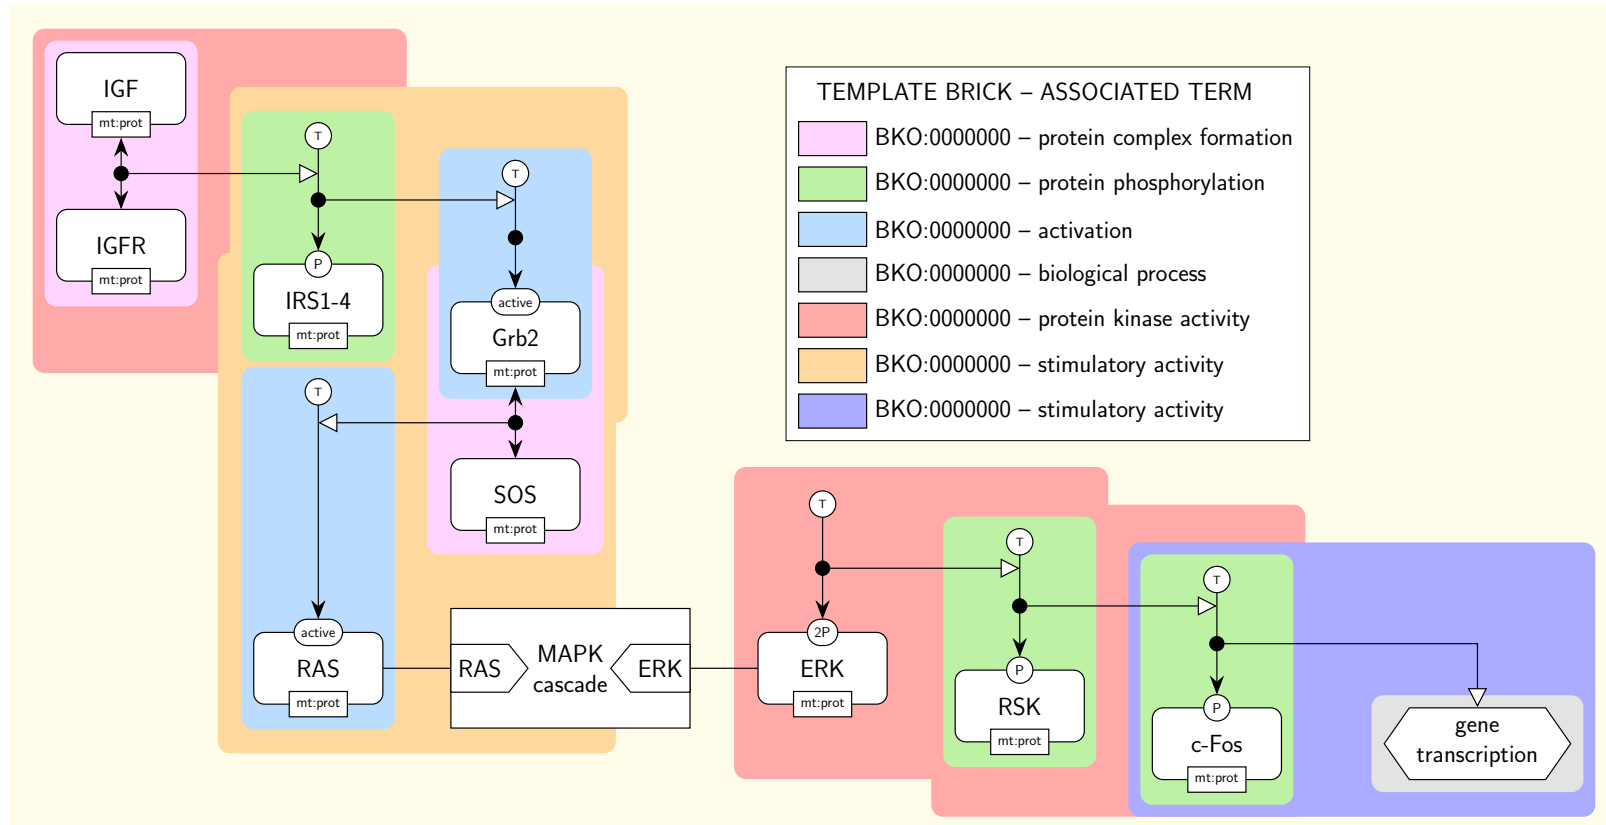 IGF
mt:prot
IGFR
mt:prot
T
P
IRS1-4
mt:prot
T
active
Grb2
mt:prot
SOS
mt:prot
T
active
RAS
mt:prot
RAS
MAPK
cascade
ERK
TEMPLATE BRICK – ASSOCIATED TERM
BKO:0000000 – protein complex formation
BKO:0000000 – protein phosphorylation
BKO:0000000 – activation
BKO:0000000 – biological process
BKO:0000000 – protein kinase activity
BKO:0000000 – stimulatory activity
BKO:0000000 – stimulatory activity
T
2P
ERK
mt:prot
T
P
RSK
mt:prot
T
P
c-Fos
mt:prot
gene
transcription